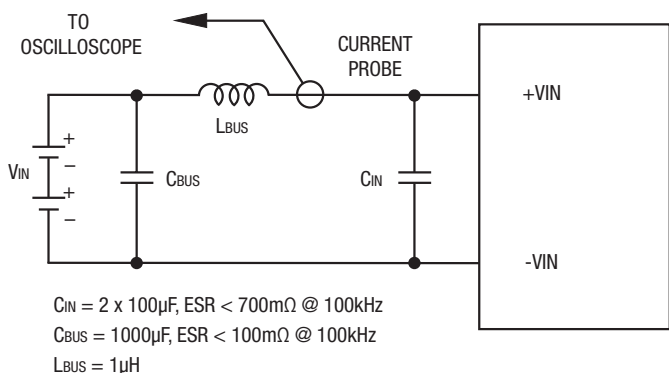 TO
OSCILLOSCOPE
CURRENT
PROBE
+VIN
LBUS
VIN
+
−
+
−
CBUS
CIN
-VIN
CIN = 2 x 100µF, ESR < 700mΩ @ 100kHz
CBUS = 1000µF, ESR < 100mΩ @ 100kHz
LBUS = 1µH